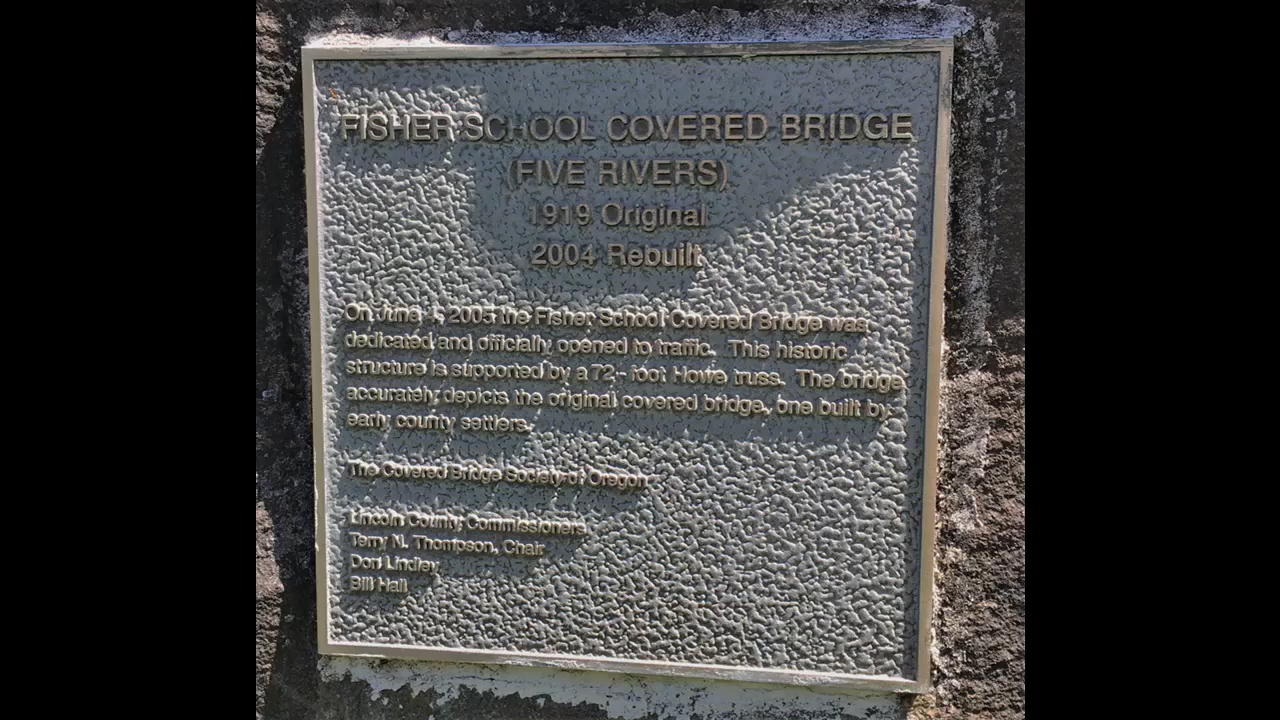 FISHER SCHOOL COVERED BRIDGE
(FIVE RIVERS)
1919 Original
2004 Rebuilt
On June 4, 2005 the Fisher School Covered Bridge was
dedicated and officially opened to traffic. This historic
structure is supported by a 72-foot Howe truss. The bridge
accurately depicts the original covered bridge, one built by
early county settlers.
The Covered Bridge Society of Oregon
Lincoln County Commissioners
Terry N. Thompson, Chair
Don Lindley
Bill Hall